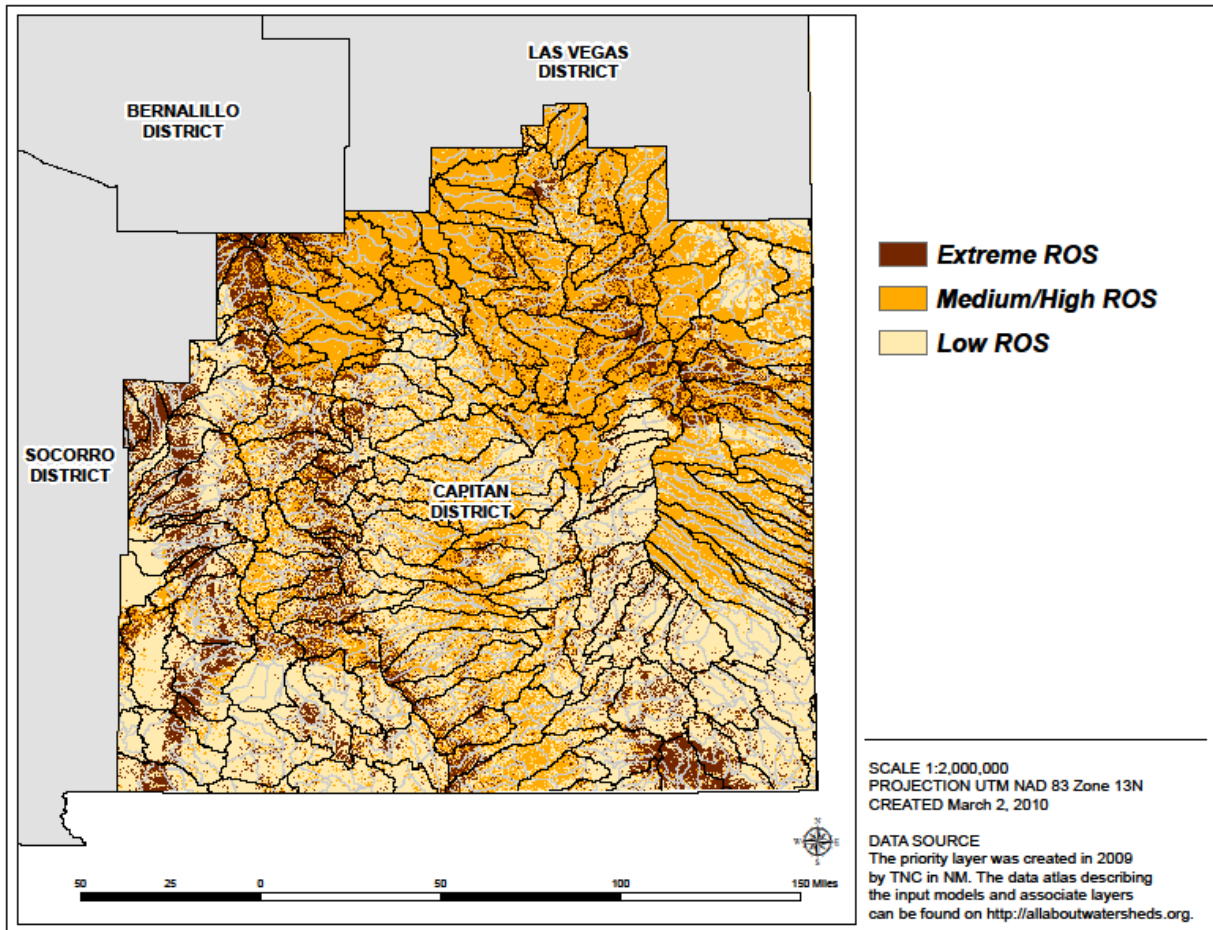 LAS VEGAS
DISTRICT
BERNALILLO
DISTRICT
Extreme ROS
Medium/High ROS
Low ROS
SOCORRO
DISTRICT
CAPITAN
DISTRICT
SCALE 1:2,000,000
PROJECTION UTM NAD 83 Zone 13N
CREATED March 2, 2010
DATA SOURCE
The priority layer was created in 2009
by TNC in NM. The data atlas describing
the input models and associate layers
can be found on http://allaboutwatersheds.org.
N
W E
S
50 25 0 50 100 150 Miles